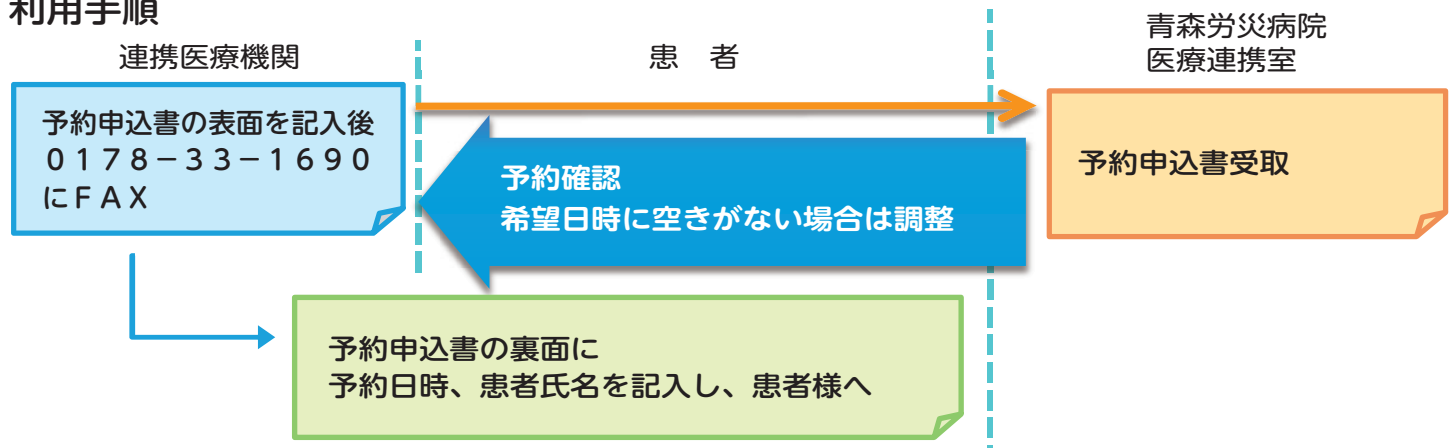 利用手順
連携医療機関
患　者
青森労災病院
医療連携室
予約申込書の表面を記入後
０１７８－３３－１６９０
にＦＡＸ
予約確認
希望日時に空きがない場合は調整
予約申込書受取
予約申込書の裏面に
予約日時、患者氏名を記入し、患者様へ